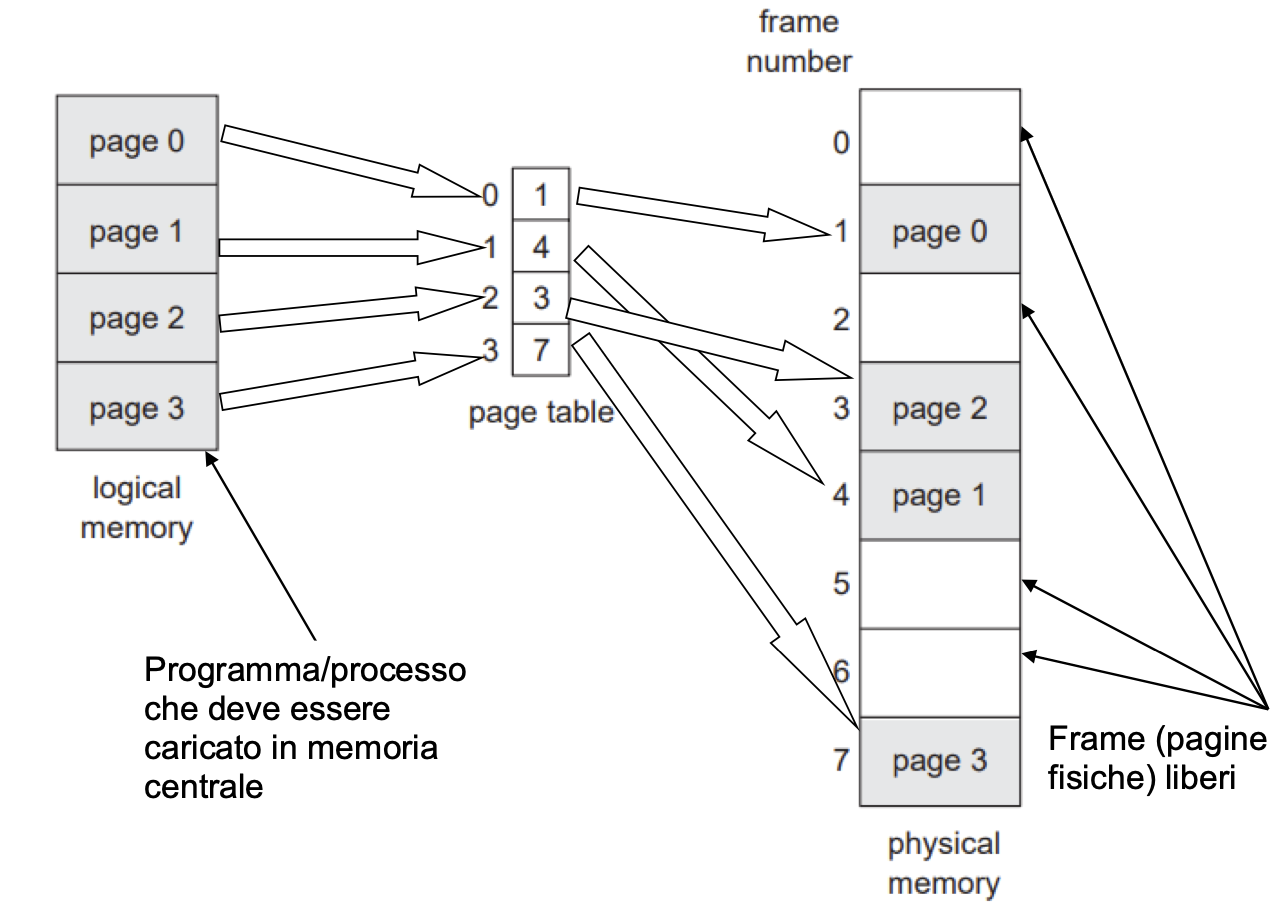 frame
number
page 0
page 1
page 2
page 3
logical
memory
0 1
1 4
2 3
3 7
page table
0
1 page 0
2
3 page 2
4 page 1
5
6
7 page 3
physical
memory
Programma/processo
che deve essere
caricato in memoria
centrale
Frame (pagine
fisiche) liberi